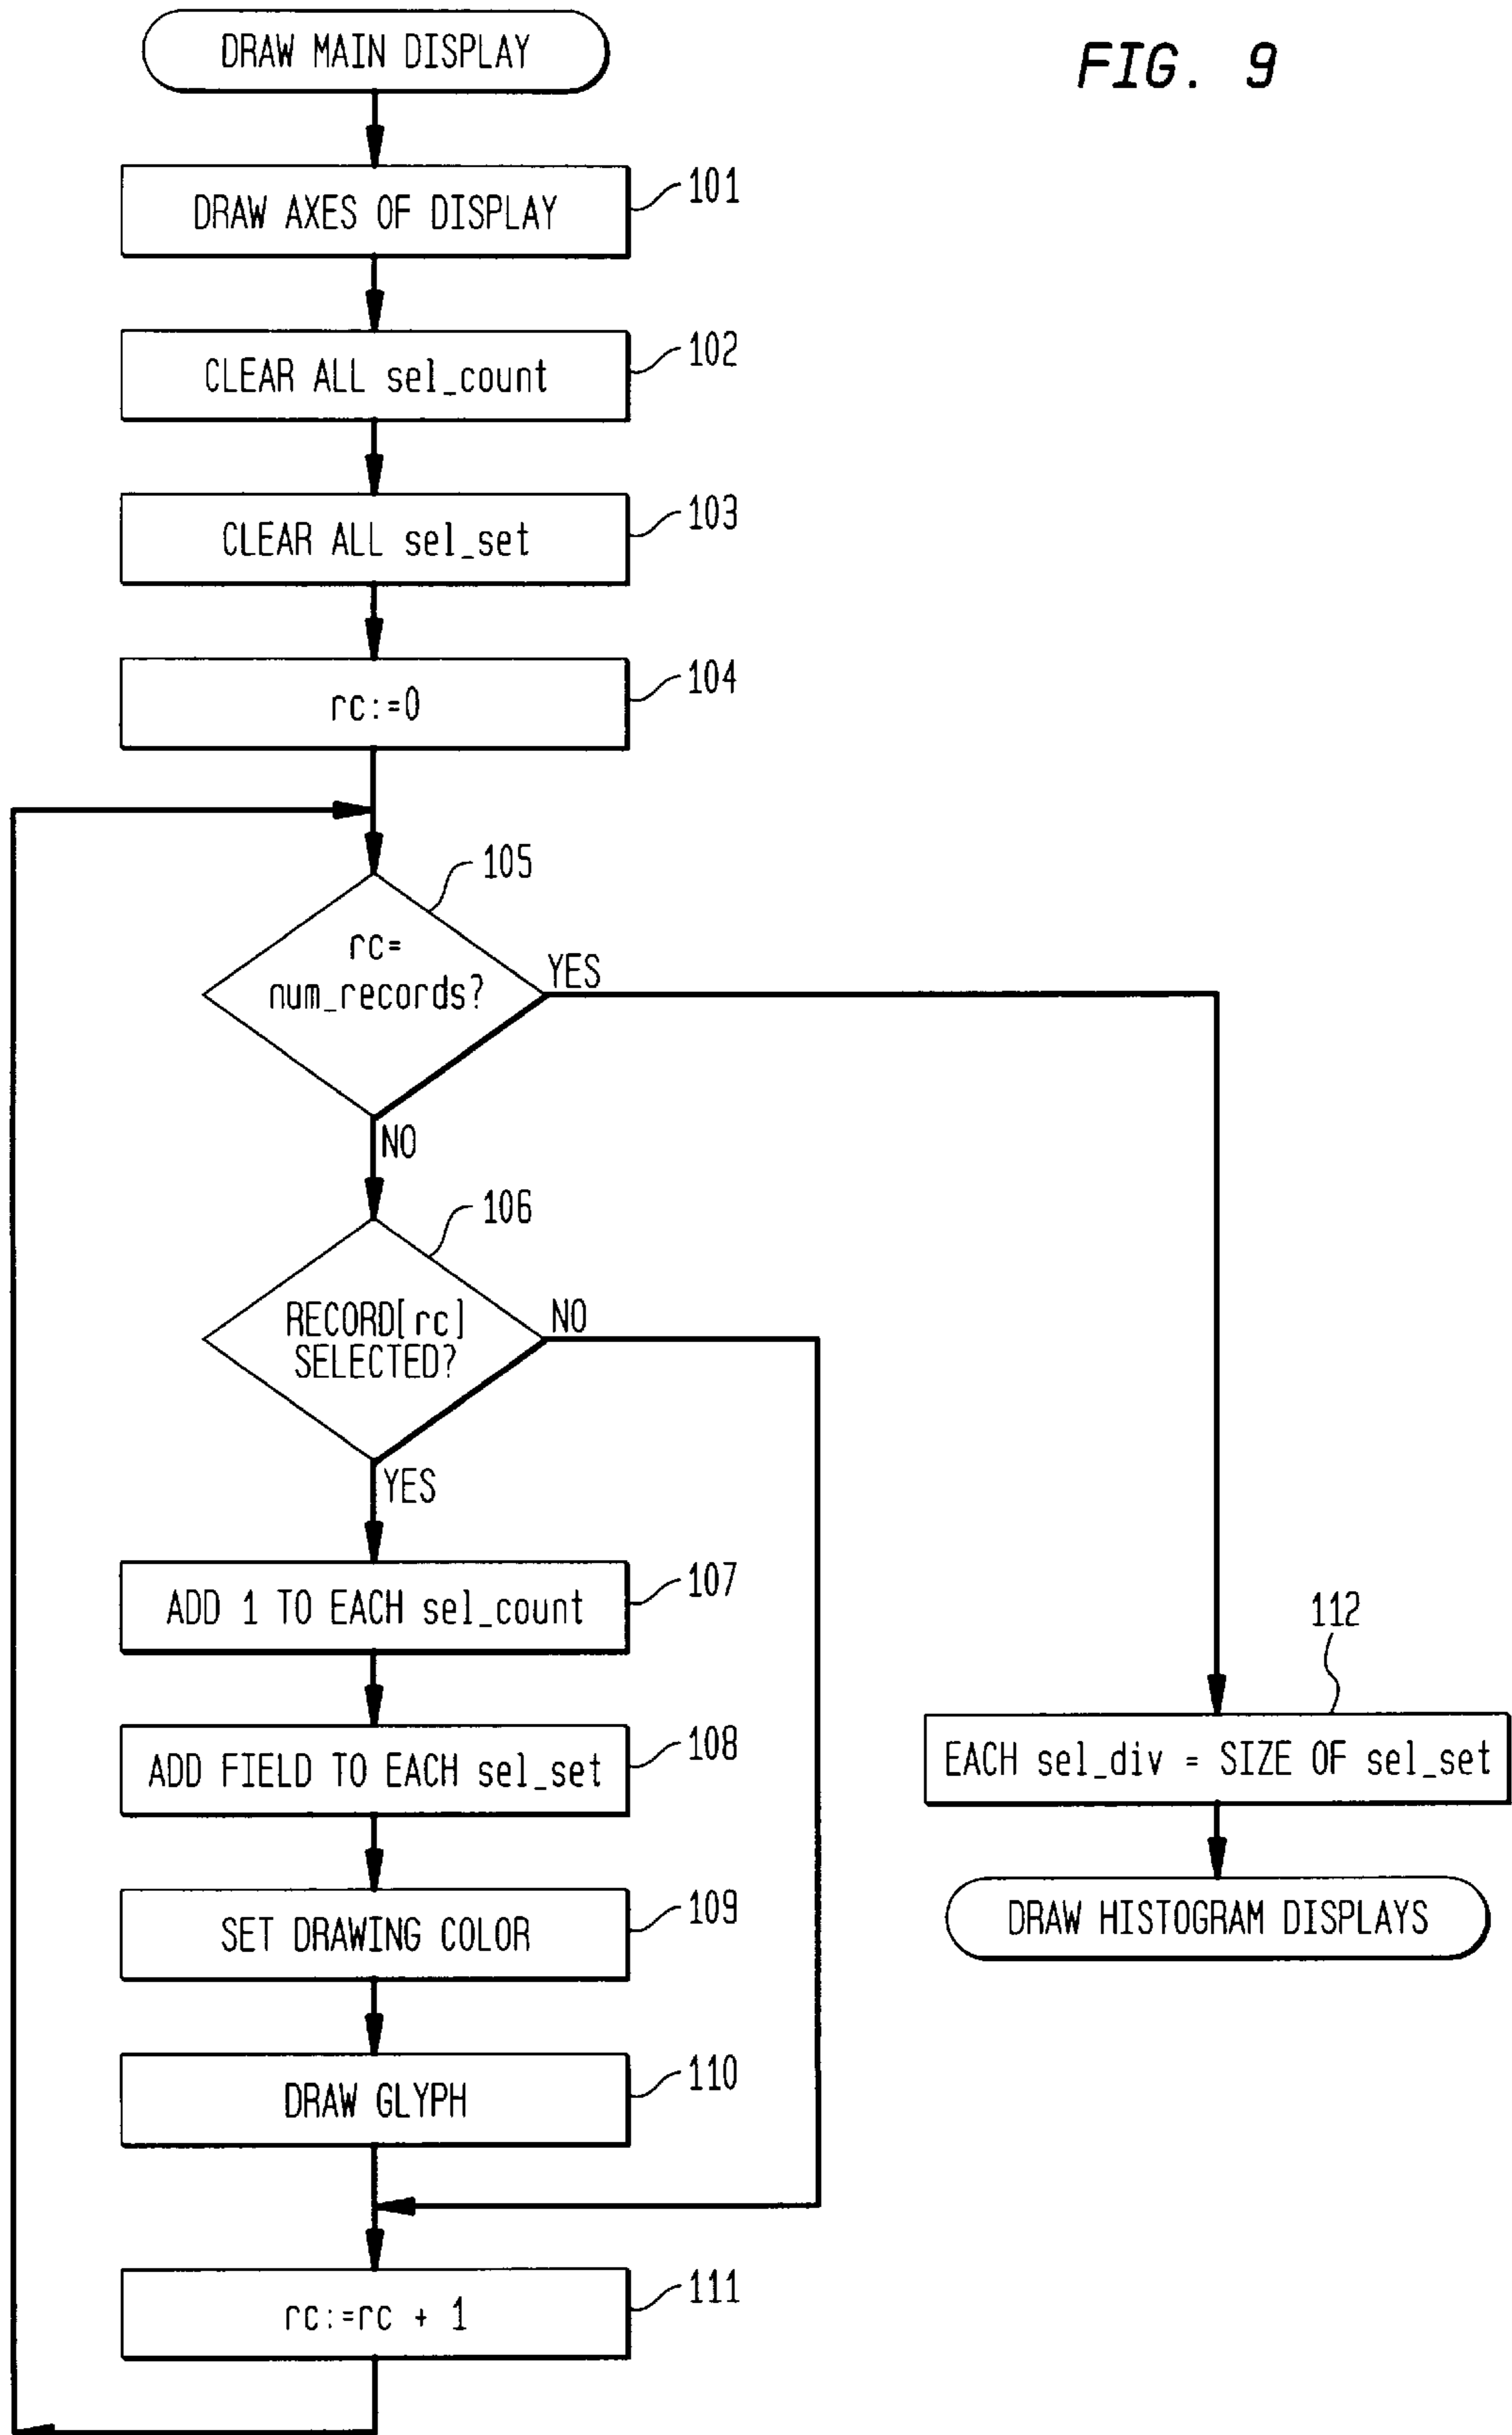 DRAW MAIN DISPLAY
FIG. 9
DRAW AXES OF DISPLAY
101
CLEAR ALL sel_count
102
CLEAR ALL sel_set
103
rc:=0
104
105
rc=
num_records?
YES
NO
106
RECORD[rc]
SELECTED?
NO
YES
ADD 1 TO EACH sel_count
107
ADD FIELD TO EACH sel_set
108
SET DRAWING COLOR
109
DRAW GLYPH
110
rc:=rc + 1
111
112
EACH sel_div = SIZE OF sel_set
DRAW HISTOGRAM DISPLAYS